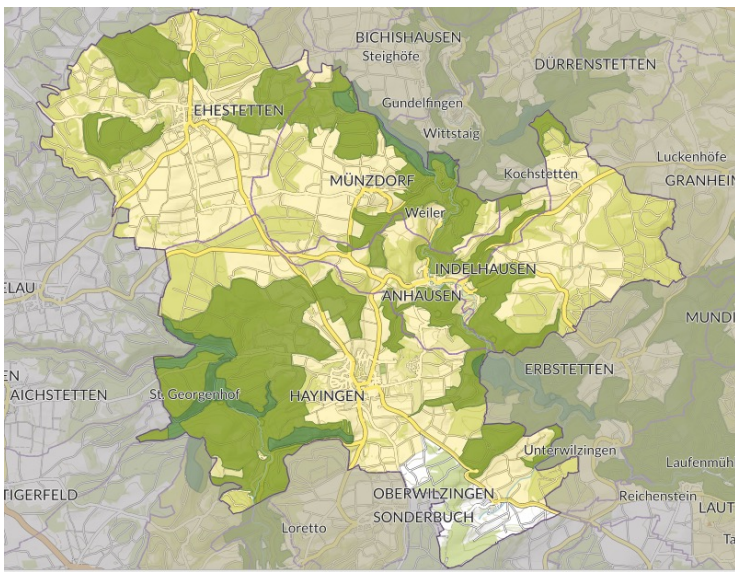 BICHISHAUSEN
Steighöfe
DÜRRENSTETTEN
Gundelfingen
EHESTETTEN
Wittstaig
Luckenhöfe
Kochstetten
MÜNZDORF
GRANHEIM
Weiler
INDELHAUSEN
ELAU
ANHAUSEN
MUNDI
ERBSTETTEN
EN
AICHSTETTEN
St. Georgenhof
HAYINGEN
Unterwilzingen
Laufenmüh
TIGERFELD
OBERWILZINGEN
Reichenstein
LAUT
SONDERBUCH
Loretto
Ta